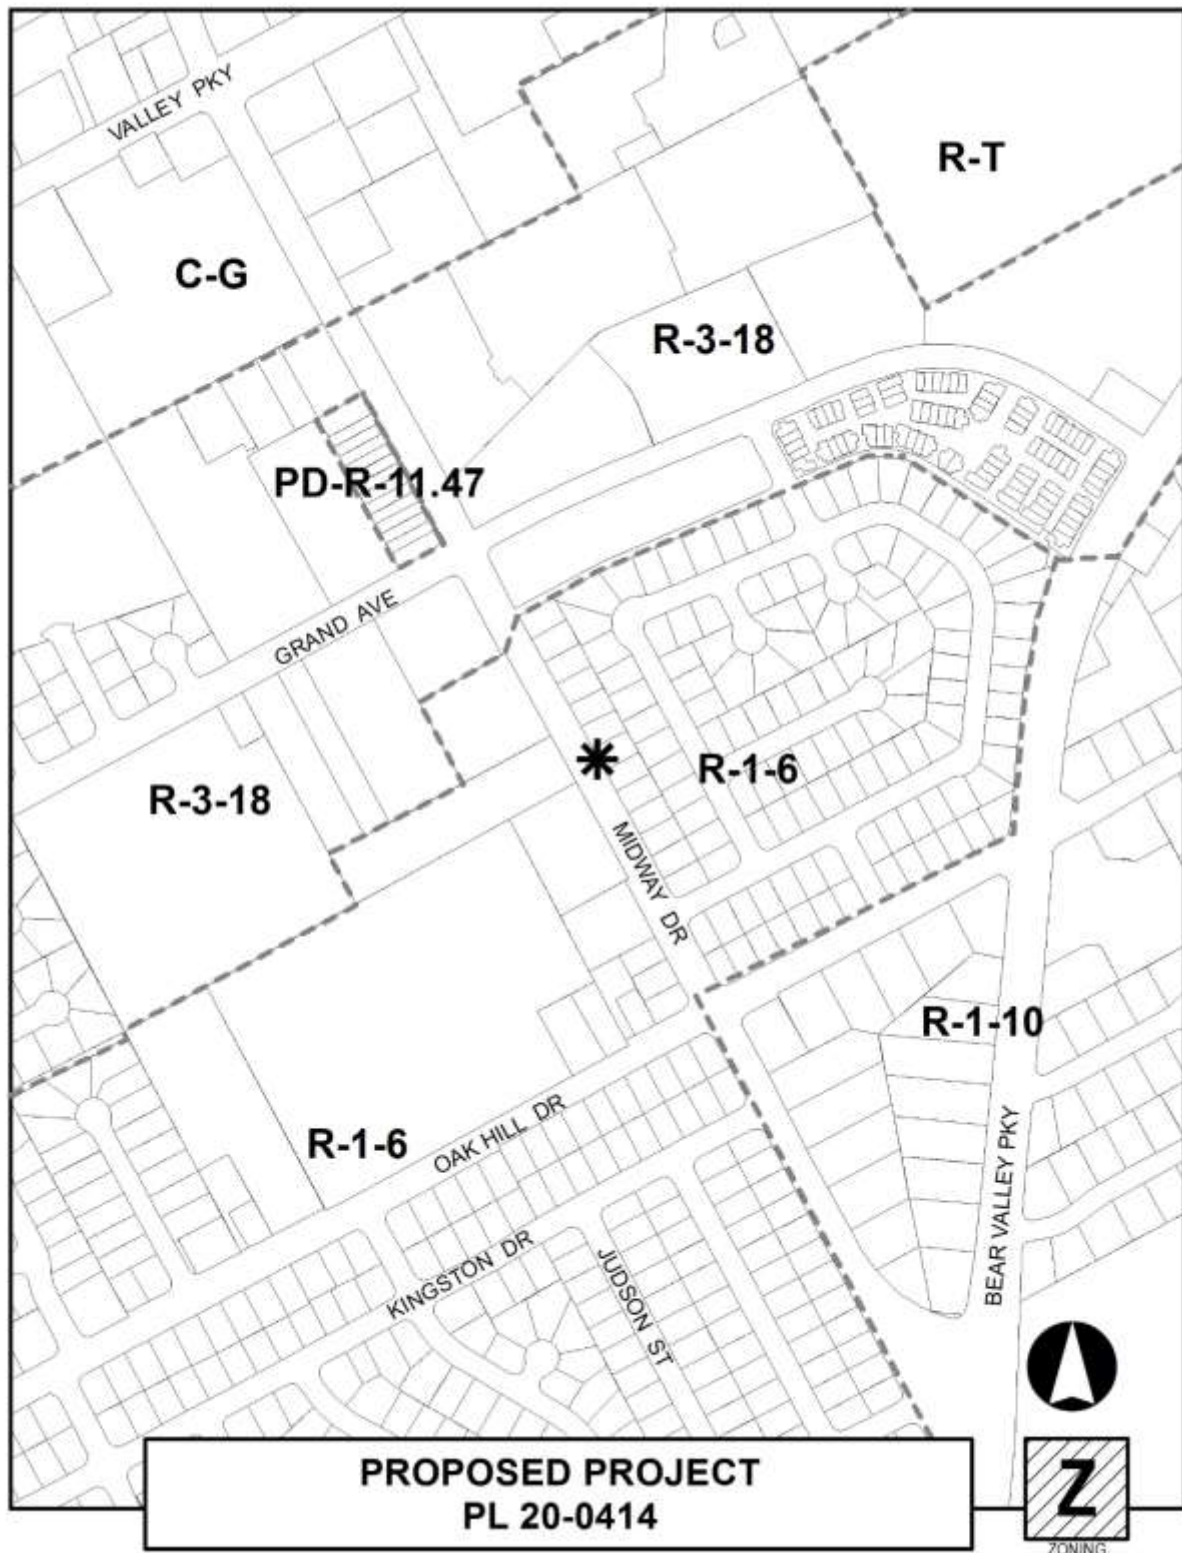 VALLEY PKY
R-T
C-G
R-3-18
PD-R-11.47
GRAND AVE
R-1-6
R-3-18
MIDWAY DR
R-1-10
R-1-6
OAK HILL DR
BEAR VALLEY PKY
KINGSTON DR
JUDSON ST
PROPOSED PROJECT
PL 20-0414
Z
ZONING